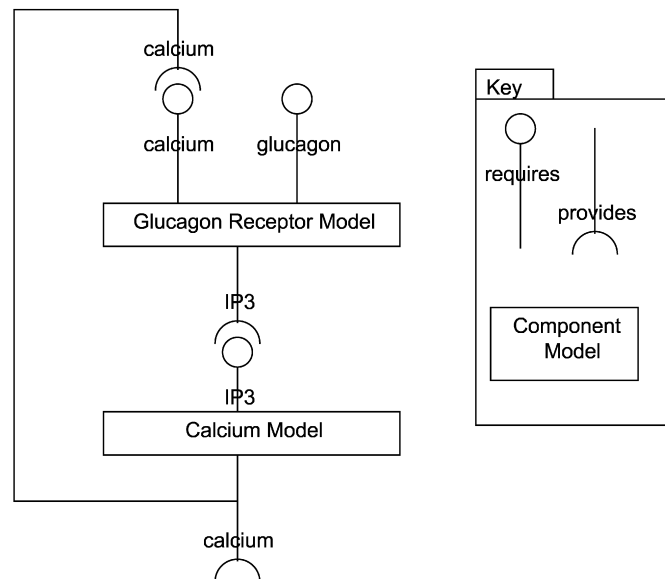 calcium
calcium
glucagon
Glucagon Receptor Model
IP3
IP3
Calcium Model
calcium
Key
requires
provides
Component
Model